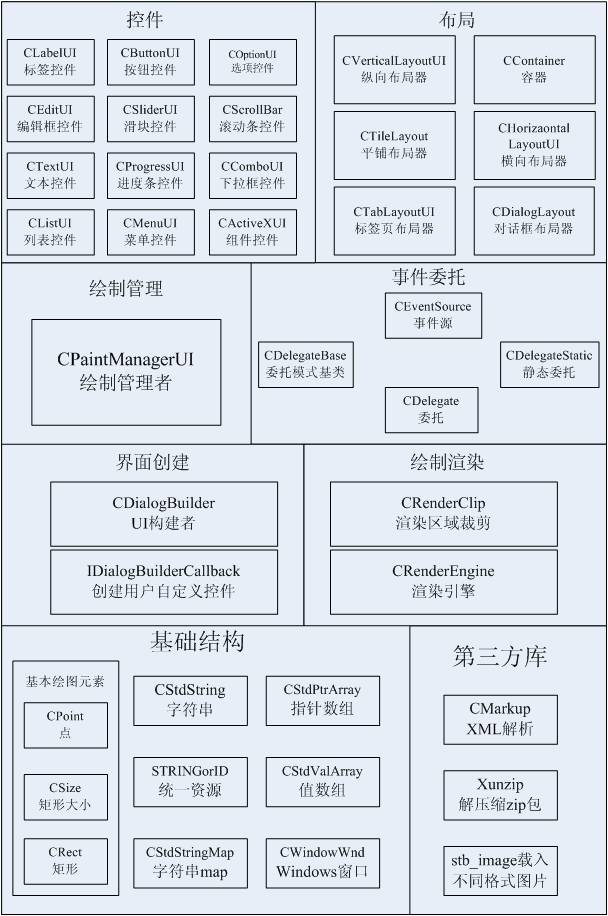 控件
CLabelUI
标签控件
CButtonUI
按钮控件
COptionUI
选项控件
CEditUI
编辑框控件
CSliderUI
滑块控件
CScrollBar
滚动条控件
CTextUI
文本控件
CProgressUI
进度条控件
CComboUI
下拉框控件
CListUI
列表控件
CMenuUI
菜单控件
CActiveXUI
组件控件
布局
CVerticalLayoutUI
纵向布局器
CContainer
容器
CTileLayout
平铺布局器
CHorizaontal
LayoutUI
横向布局器
CTabLayoutUI
标签页布局器
CDialogLayout
对话框布局器
绘制管理
CPaintManagerUI
绘制管理者
事件委托
CEventSource
事件源
CDelegateBase
委托模式基类
CDelegateStatic
静态委托
CDelegate
委托
界面创建
CDialogBuilder
UI构建者
IDialogBuilderCallback
创建用户自定义控件
绘制渲染
CRenderClip
渲染区域裁剪
CRenderEngine
渲染引擎
基础结构
基本绘图元素
CPoint
点
CSize
矩形大小
CRect
矩形
CStdString
字符串
CStdPtrArray
指针数组
STRINGorID
统一资源
CStdValArray
值数组
CStdStringMap
字符串map
CWindowWnd
Windows窗口
第三方库
CMarkup
XML解析
Xunzip
解压缩zip包
stb_image载入
不同格式图片